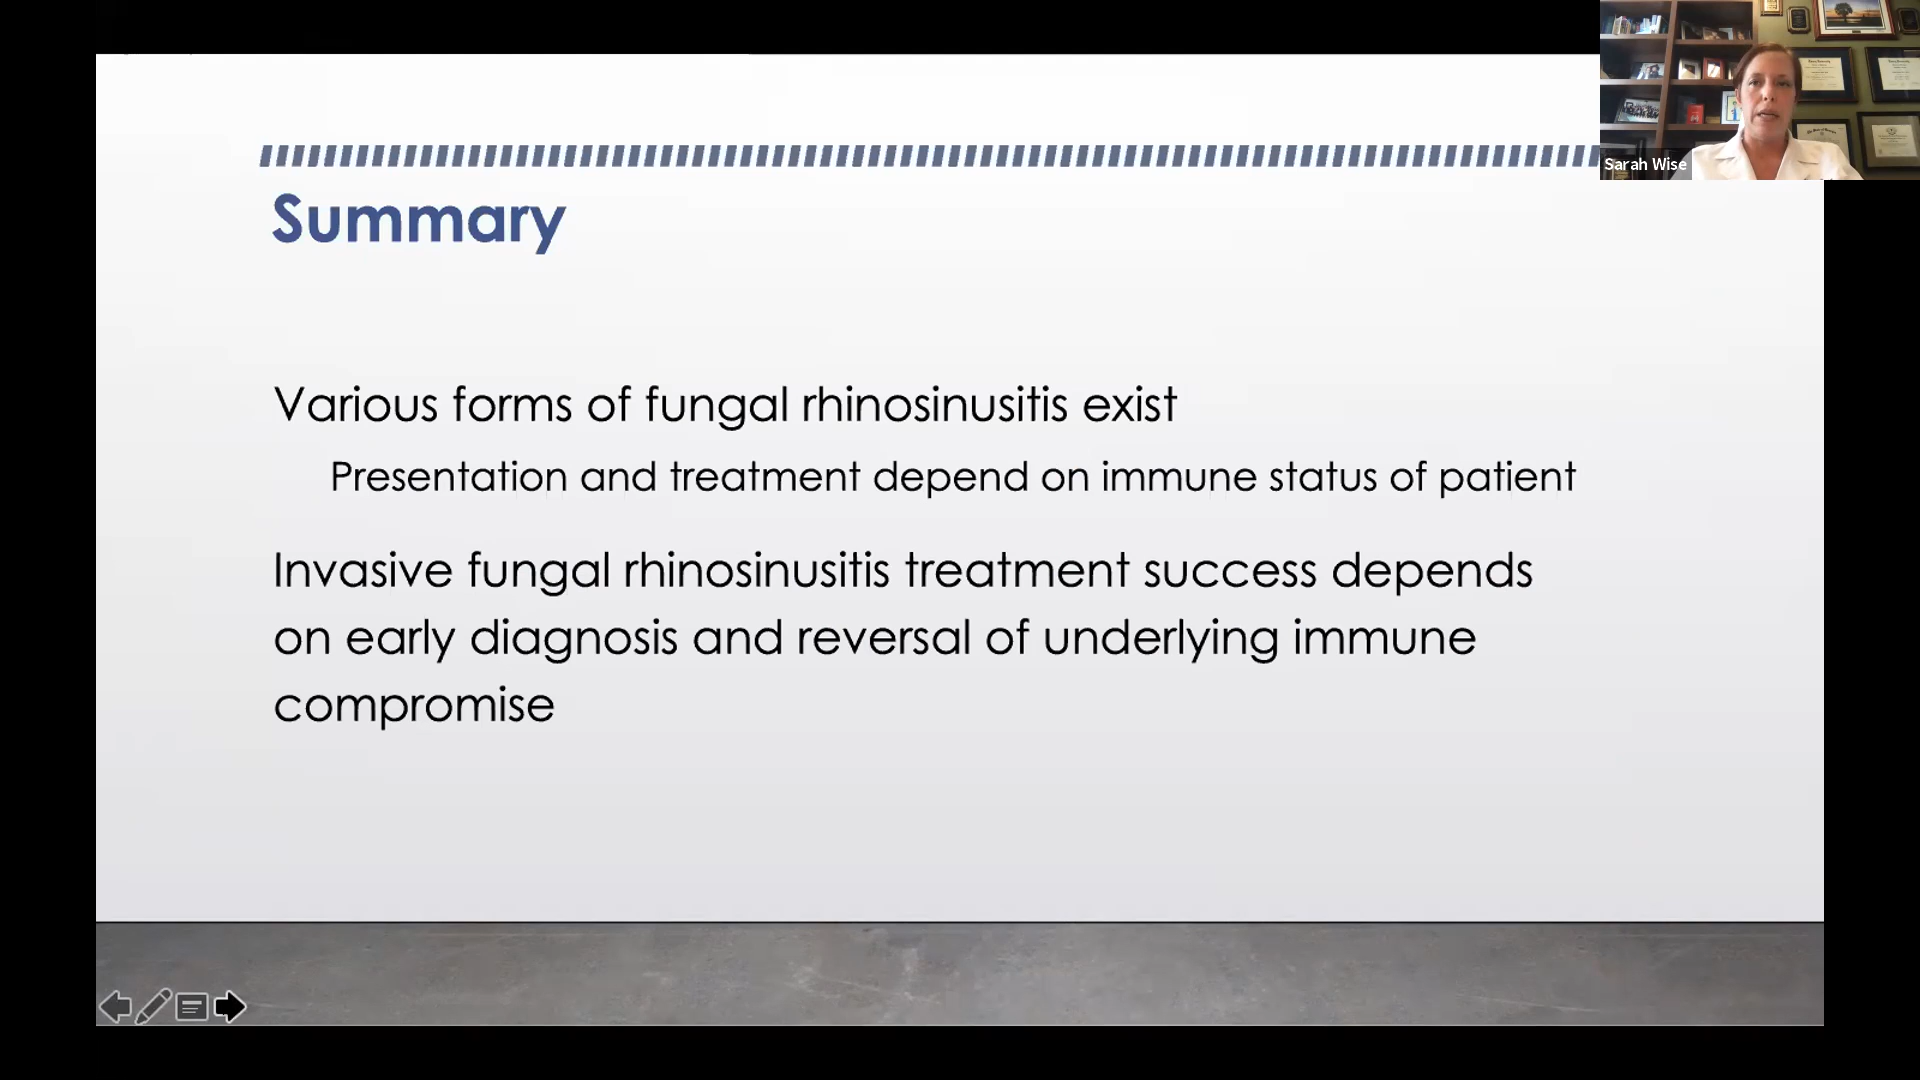 Sarah Wise
Summary
Various forms of fungal rhinosinusitis exist
Presentation and treatment depend on immune status of patient
Invasive fungal rhinosinusitis treatment success depends
on early diagnosis and reversal of underlying immune
compromise